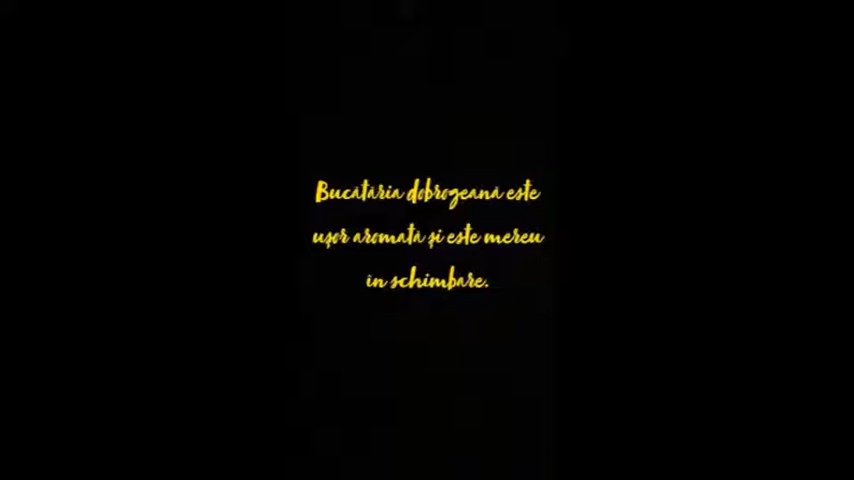 Bucătăria dobrogeană este
ușor aromată și este mereu
în schimbare.